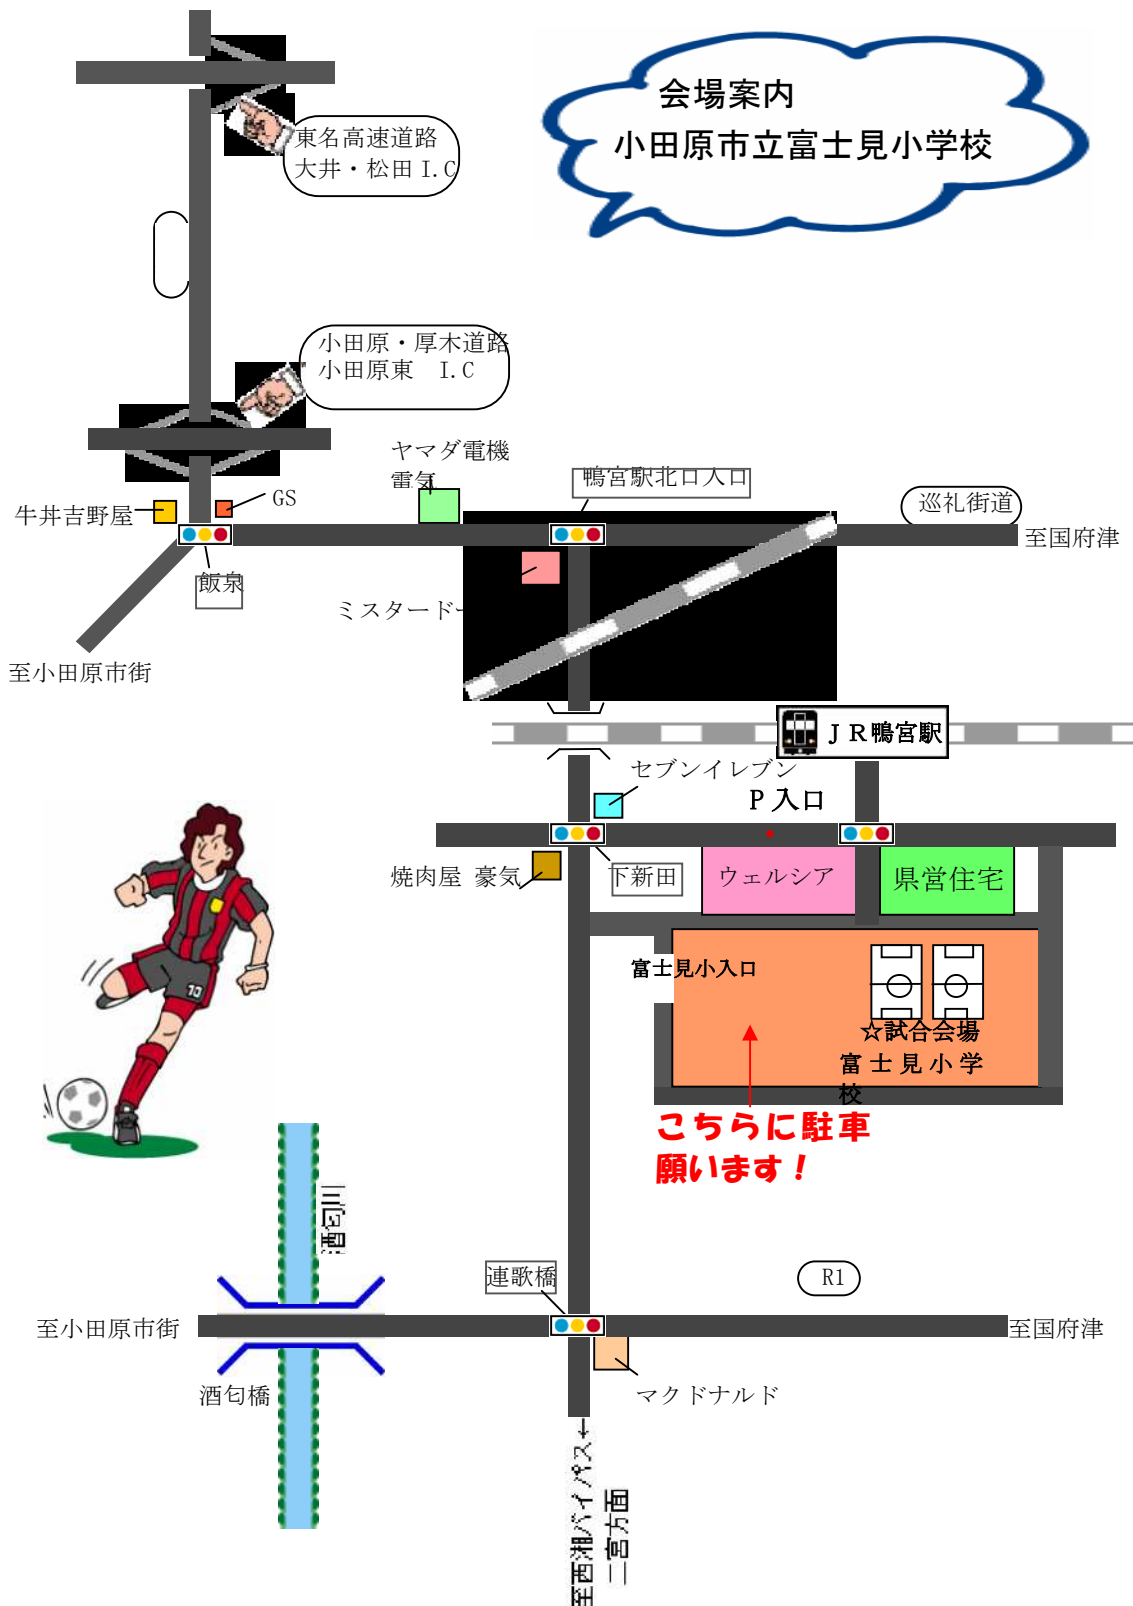 会場案内
小田原市立富士見小学校
東名高速道路
大井・松田 I.C
小田原・厚木道路
小田原東　I.C
ヤマダ電機
電気
鴨宮駅北口入口
巡礼街道
GS
牛丼吉野屋
至国府津
飯泉
ミスタード
至小田原市街
ＪＲ鴨宮駅
セブンイレブン
P 入口
焼肉屋 豪気
下新田
ウェルシア
県営住宅
富士見小入口
☆試合会場
富士見小学
校
10
こちらに駐車
願います！
酒匂川
連歌橋
R1
至小田原市街
至国府津
酒匂橋
マクドナルド
至西湘バイパス
二宮方面